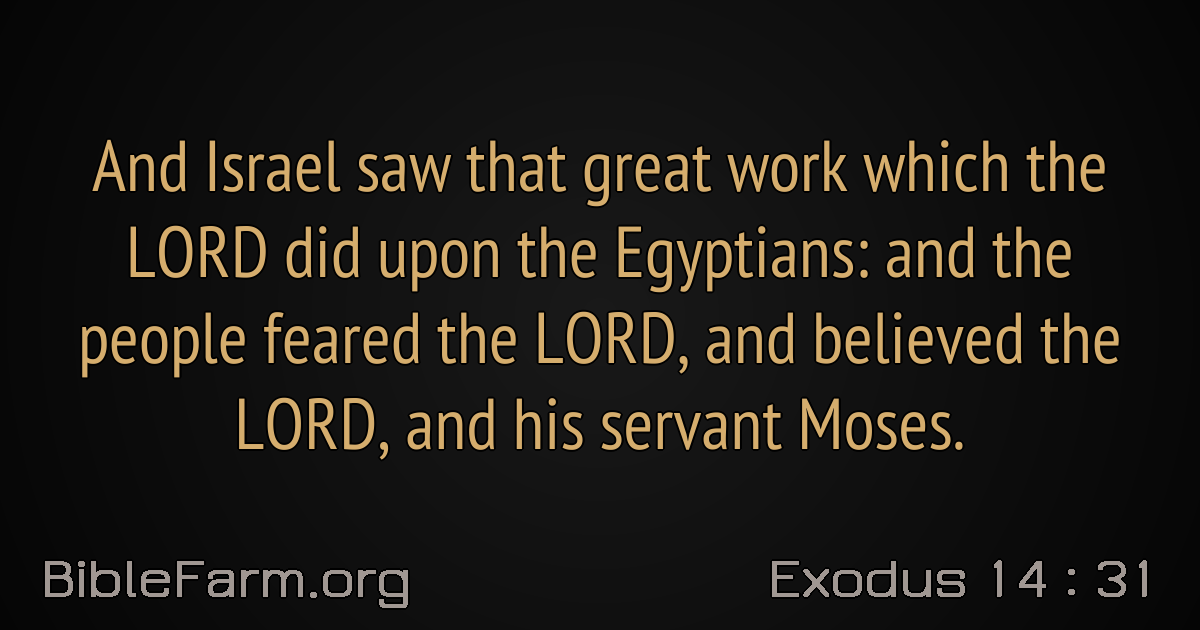 And Israel saw that great work which the
LORD did upon the Egyptians: and the
people feared the LORD, and believed the
LORD, and his servant Moses.
BibleFarm.org
Exodus 14 : 31